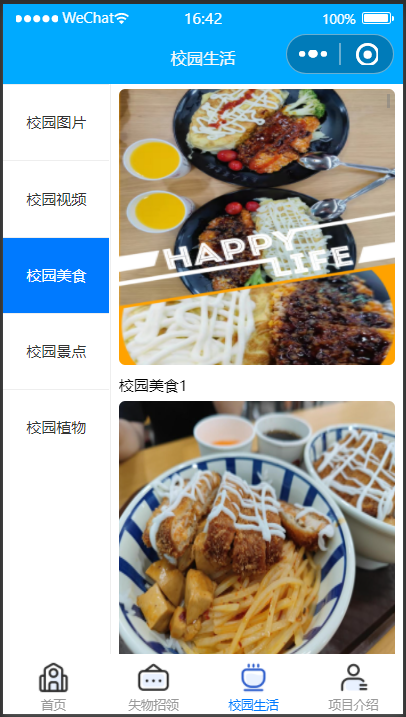 WeChat 16:42 100%
校园生活
校园图片
校园视频
校园美食
校园景点
校园植物
HAPPY
LIFE
校园美食1
首页 失物招领 校园生活 项目介绍